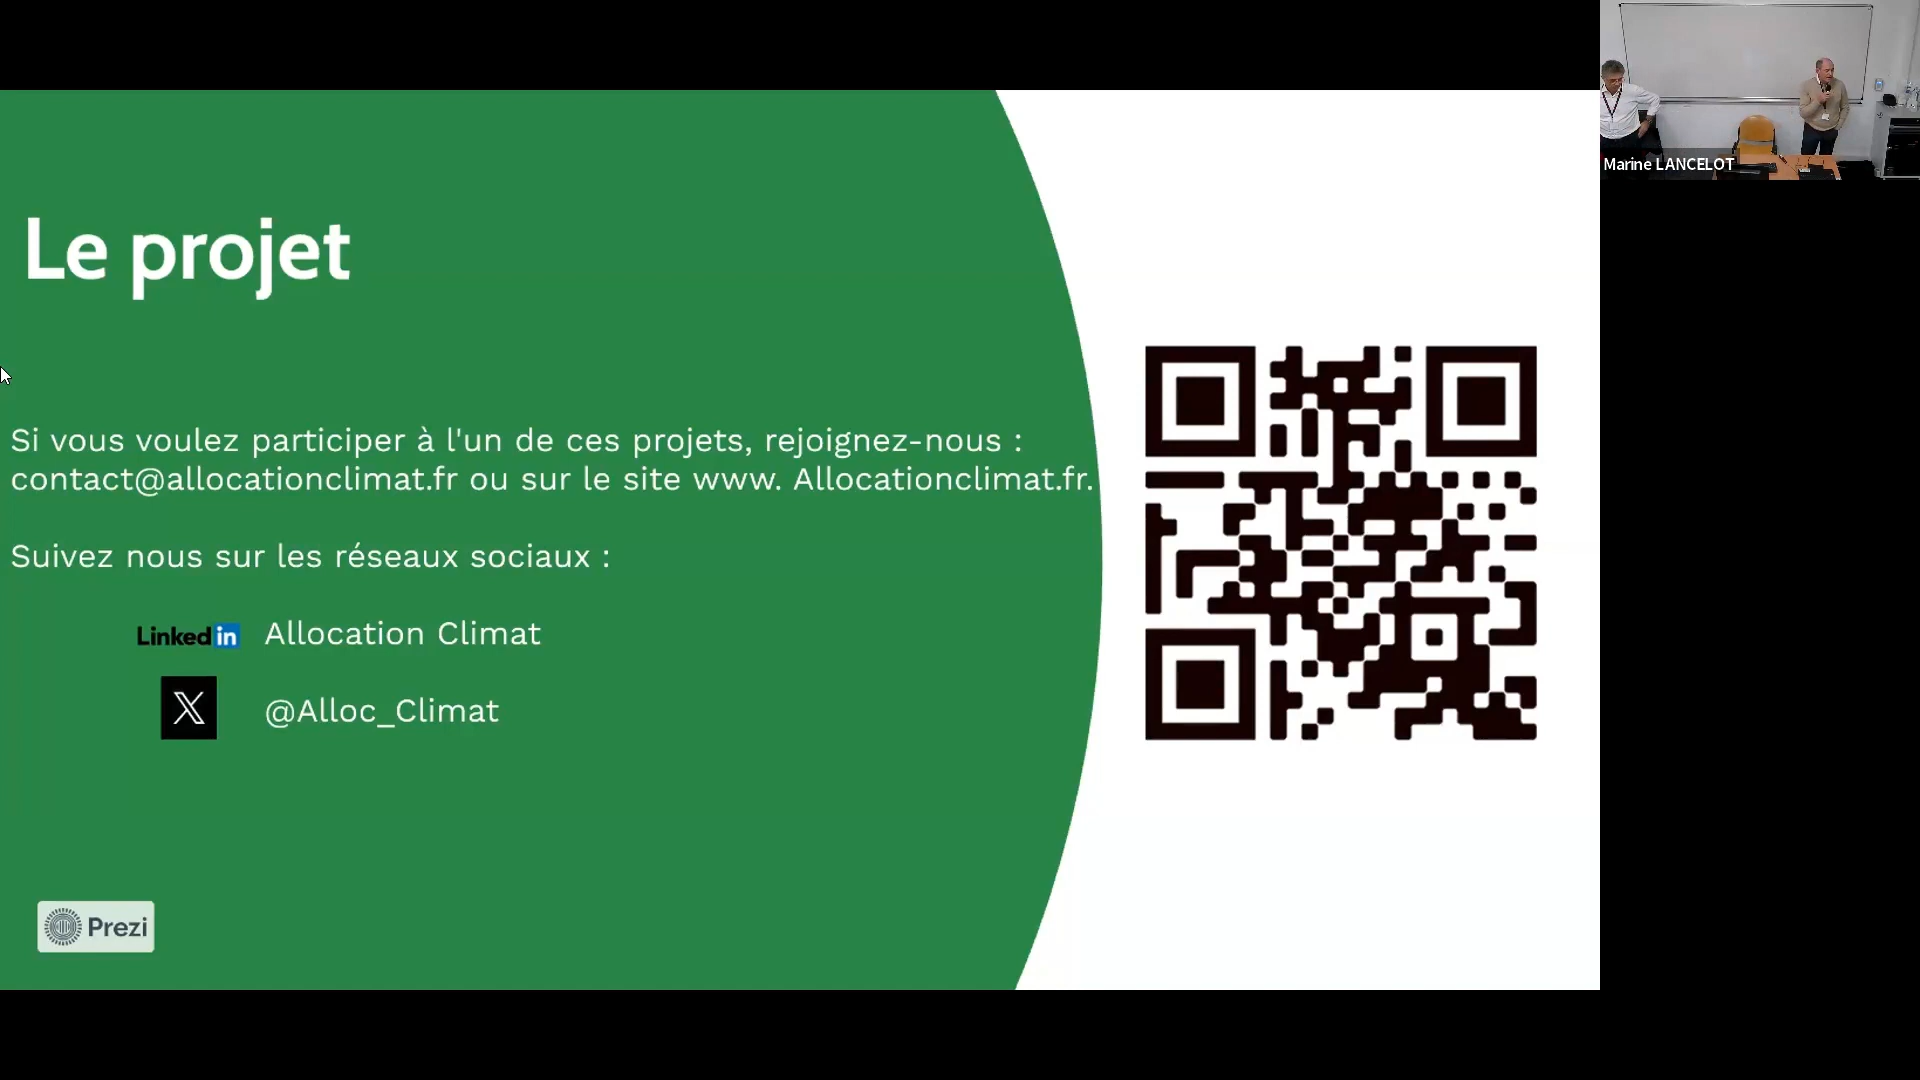 Marine LANCELOT
Le projet
Si vous voulez participer à l'un de ces projets, rejoignez-nous :
contact@allocationclimat.fr ou sur le site www. Allocationclimat.fr.
Suivez nous sur les réseaux sociaux :
Linkedin Allocation Climat
X @Alloc_Climat
Prezi